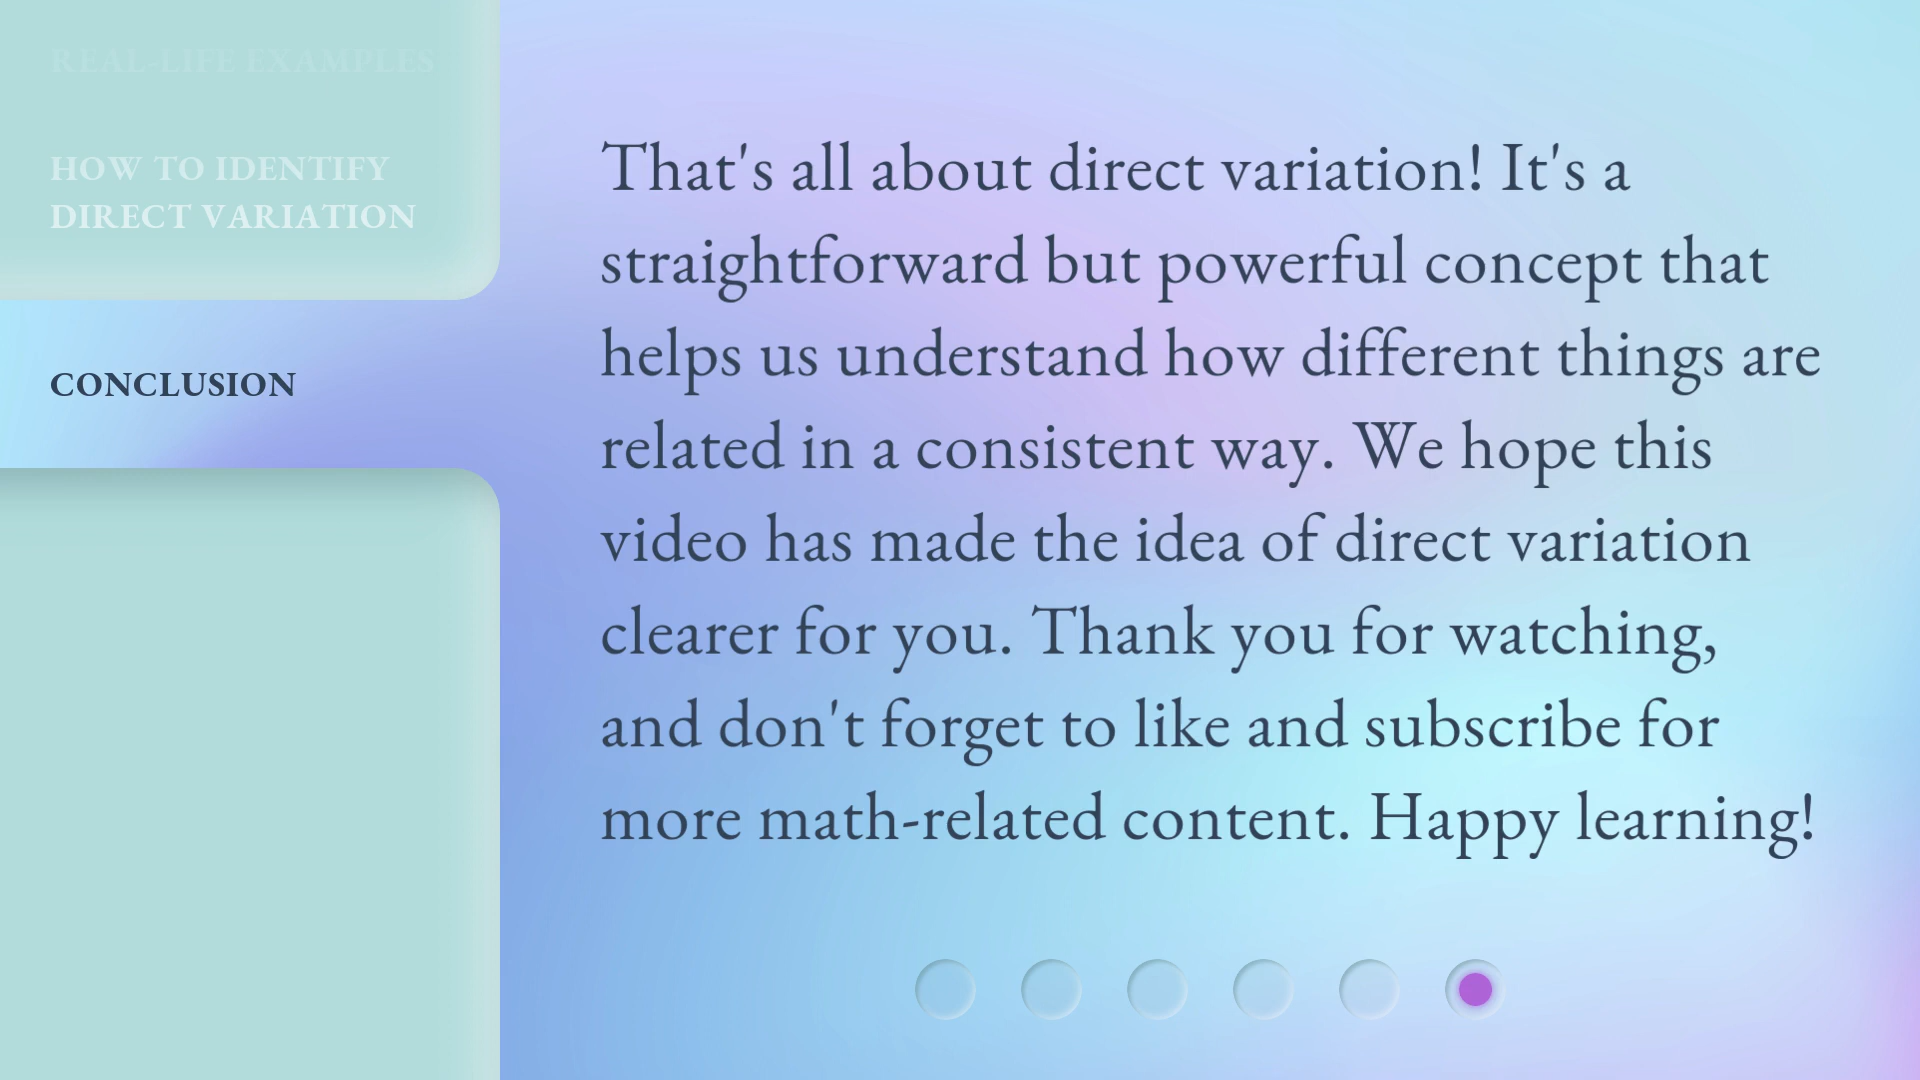 REAL-LIFE EXAMPLES
HOW TO IDENTIFY
DIRECT VARIATION
CONCLUSION
That's all about direct variation! It's a
straightforward but powerful concept that
helps us understand how different things are
related in a consistent way. We hope this
video has made the idea of direct variation
clearer for you. Thank you for watching,
and don't forget to like and subscribe for
more math-related content. Happy learning!